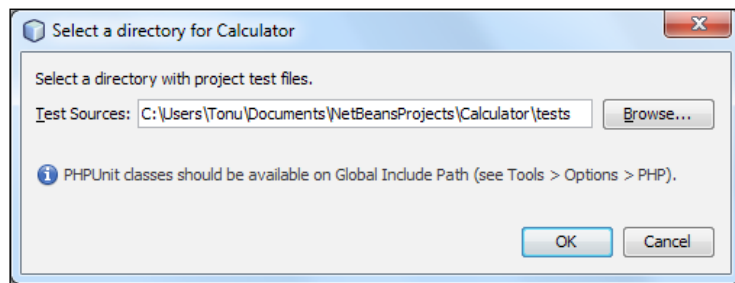 Select a directory for Calculator
Select a directory with project test files.
Test Sources: C:\Users\Tonu\Documents\NetBeansProjects\Calculator\tests Browse...
PHPUnit classes should be available on Global Include Path (see Tools > Options > PHP).
OK Cancel